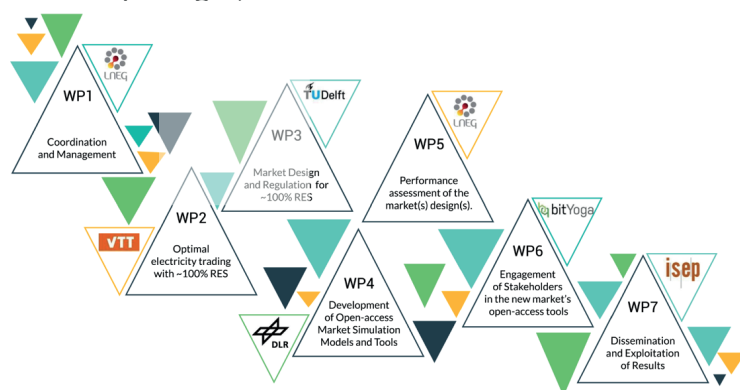 LNEG
WP1
Coordination
and Management
VTT
WP2
Optimal
electricity trading
with ~100% RES
TUDelft
WP3
Market Design
and Regulation for
~100% RES
DLR
WP4
Development
of Open-access
Market Simulation
Models and Tools
LNEG
WP5
Performance
assessment of the
market(s) design(s).
bitYoga
WP6
Engagement
of Stakeholders
in the new market's
open-access tools
isep
WP7
Dissemination
and Exploitation
of Results